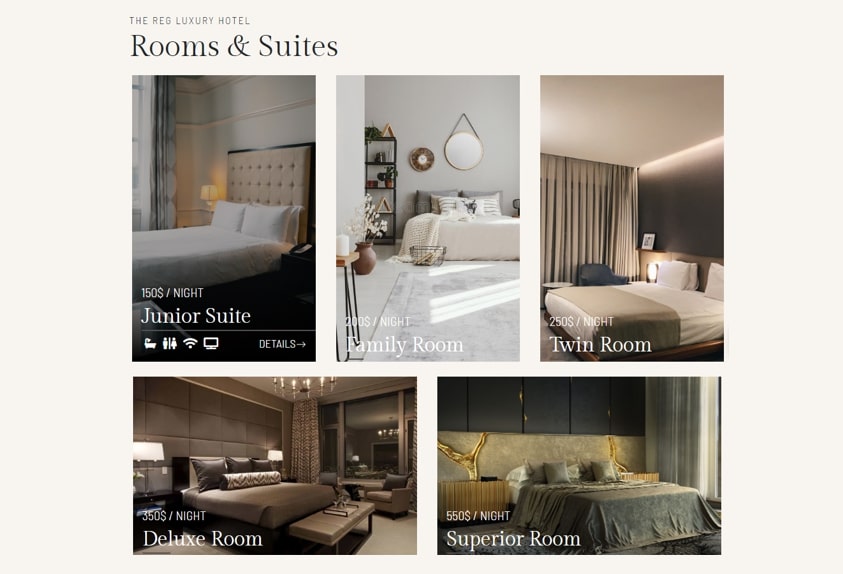 THE REG LUXURY HOTEL
Rooms & Suites
150$ / NIGHT
Junior Suite
DETAILS→
200$ / NIGHT
Family Room
250$ / NIGHT
Twin Room
350$ / NIGHT
Deluxe Room
550$ / NIGHT
Superior Room